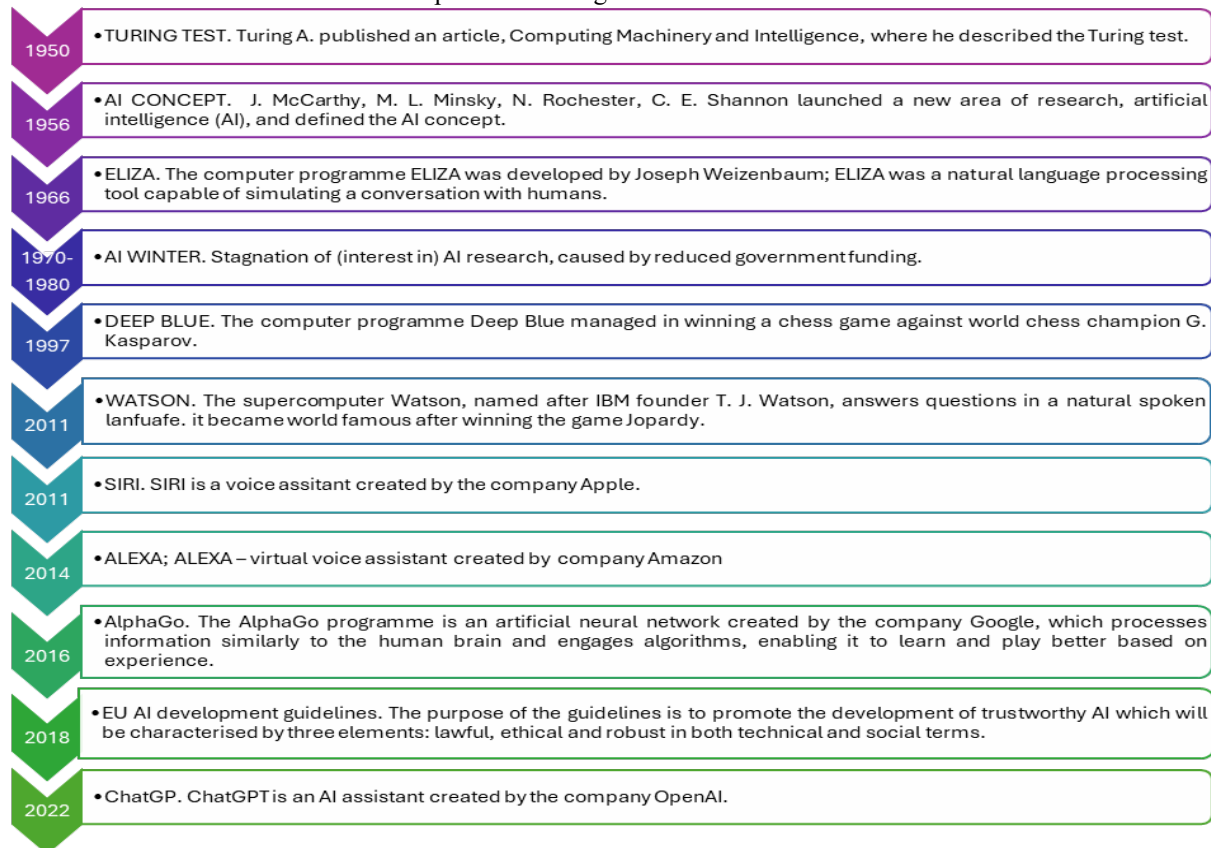 1950
•TURING TEST. Turing A. published an article, Computing Machinery and Intelligence, where he described the Turing test.
1956
•AI CONCEPT. J. McCarthy, M. L. Minsky, N. Rochester, C. E. Shannon launched a new area of research, artificial
intelligence (AI), and defined the AI concept.
1966
•ELIZA. The computer programme ELIZA was developed by Joseph Weizenbaum; ELIZA was a natural language processing
tool capable of simulating a conversation with humans.
1970-
1980
•AI WINTER. Stagnation of (interest in) AI research, caused by reduced government funding.
1997
•DEEP BLUE. The computer programme Deep Blue managed in winning a chess game against world chess champion G.
Kasparov.
2011
•WATSON. The supercomputer Watson, named after IBM founder T. J. Watson, answers questions in a natural spoken
lanfuafe. it became world famous after winning the game Jopardy.
2011
•SIRI. SIRI is a voice assitant created by the company Apple.
2014
•ALEXA; ALEXA – virtual voice assistant created by company Amazon
2016
•AlphaGo. The AlphaGo programme is an artificial neural network created by the company Google, which processes
information similarly to the human brain and engages algorithms, enabling it to learn and play better based on
experience.
2018
•EU AI development guidelines. The purpose of the guidelines is to promote the development of trustworthy AI which will
be characterised by three elements: lawful, ethical and robust in both technical and social terms.
2022
•ChatGP. ChatGPT is an AI assistant created by the company OpenAI.